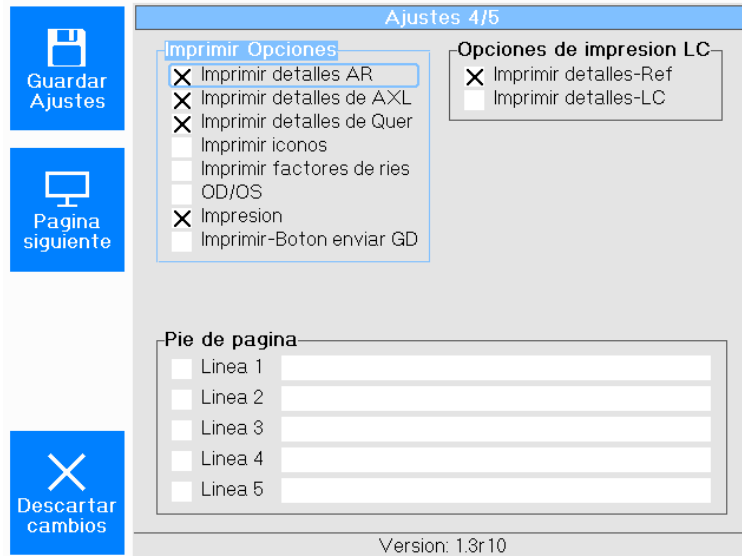 Ajustes 4/5
Guardar
Ajustes
Pagina
siguiente
Descartar
cambios
Imprimir Opciones
Imprimir detalles AR
Imprimir detalles de AXL
Imprimir detalles de Quer
Imprimir iconos
Imprimir factores de ries
OD/OS
Impresion
Imprimir-Boton enviar GD
Opciones de impresion LC
Imprimir detalles-Ref
Imprimir detalles-LC
Pie de pagina
Linea 1
Linea 2
Linea 3
Linea 4
Linea 5
Version: 1.3r10